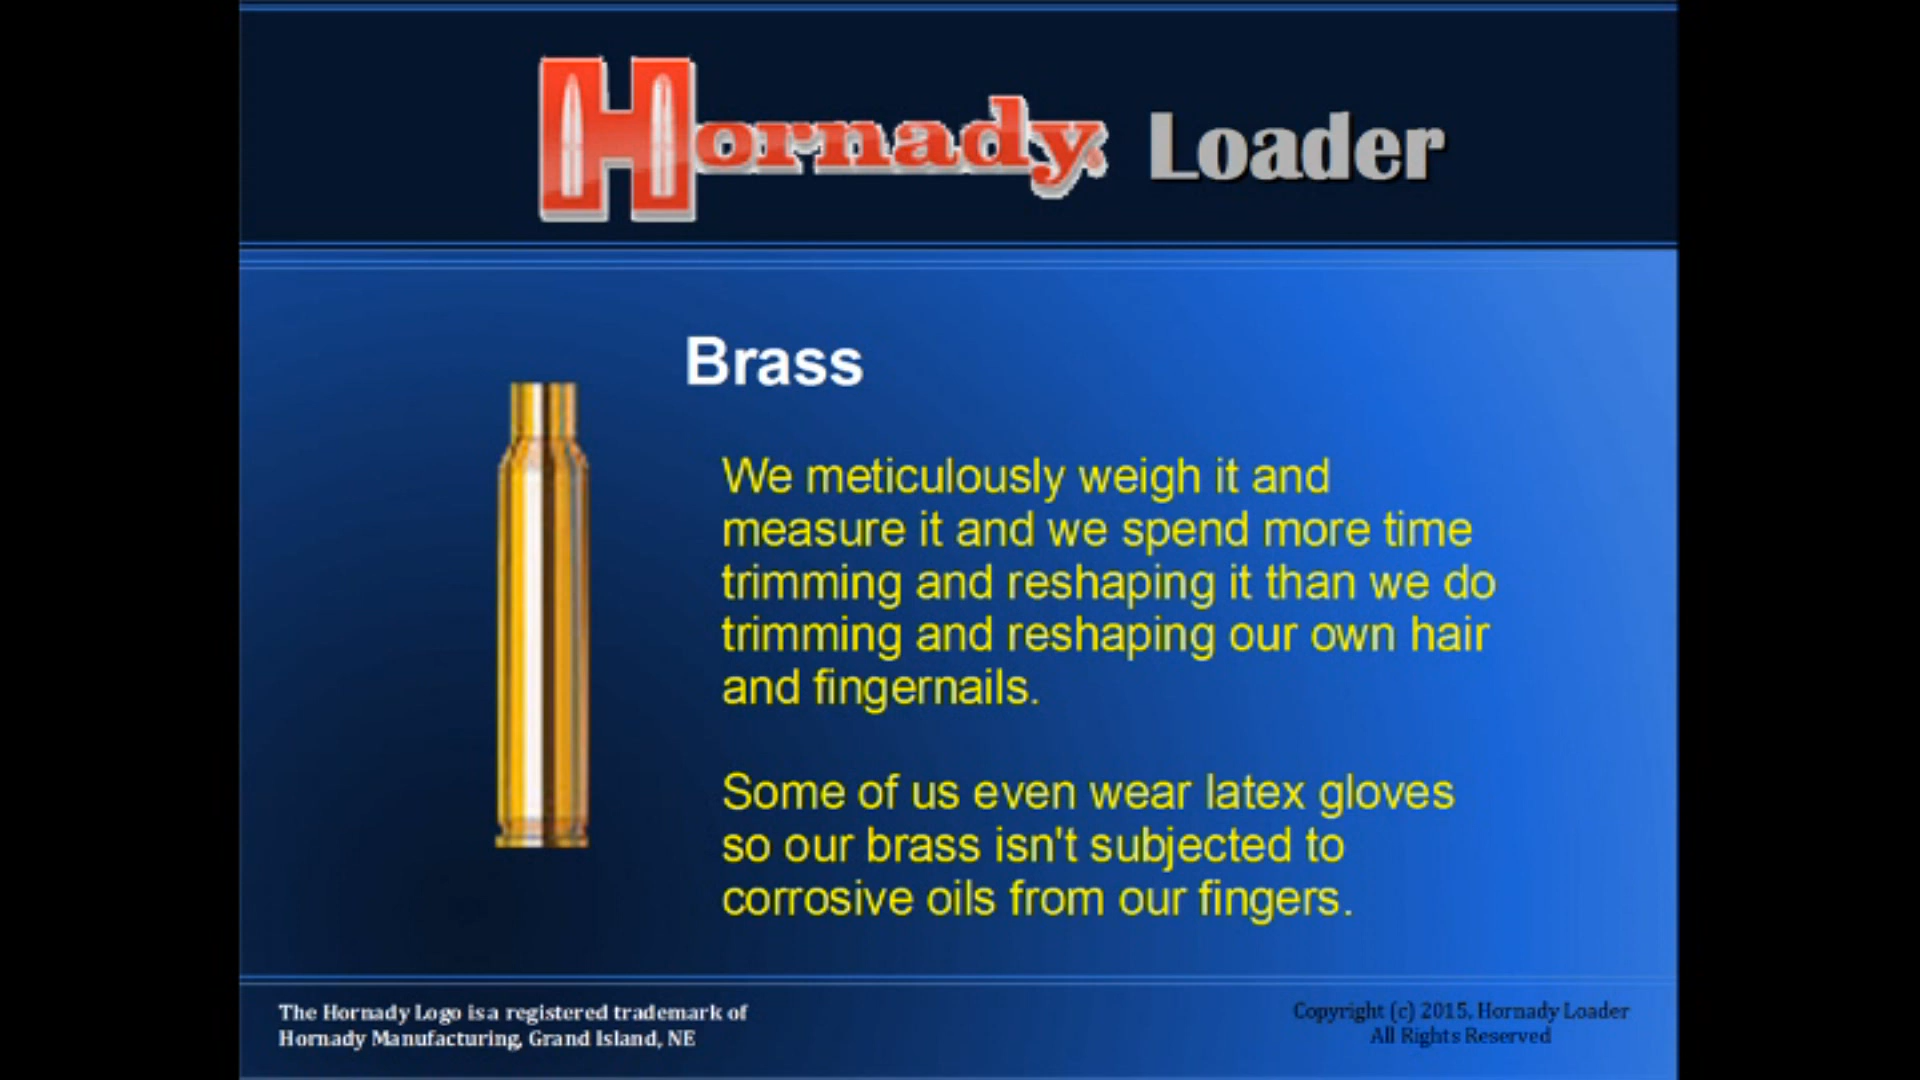 Hornady Loader
Brass
We meticulously weigh it and
measure it and we spend more time
trimming and reshaping it than we do
trimming and reshaping our own hair
and fingernails.
Some of us even wear latex gloves
so our brass isn't subjected to
corrosive oils from our fingers.
The Hornady Logo is a registered trademark of
Hornady Manufacturing, Grand Island, NE
Copyright (c) 2015, Hornady Loader
All Rights Reserved